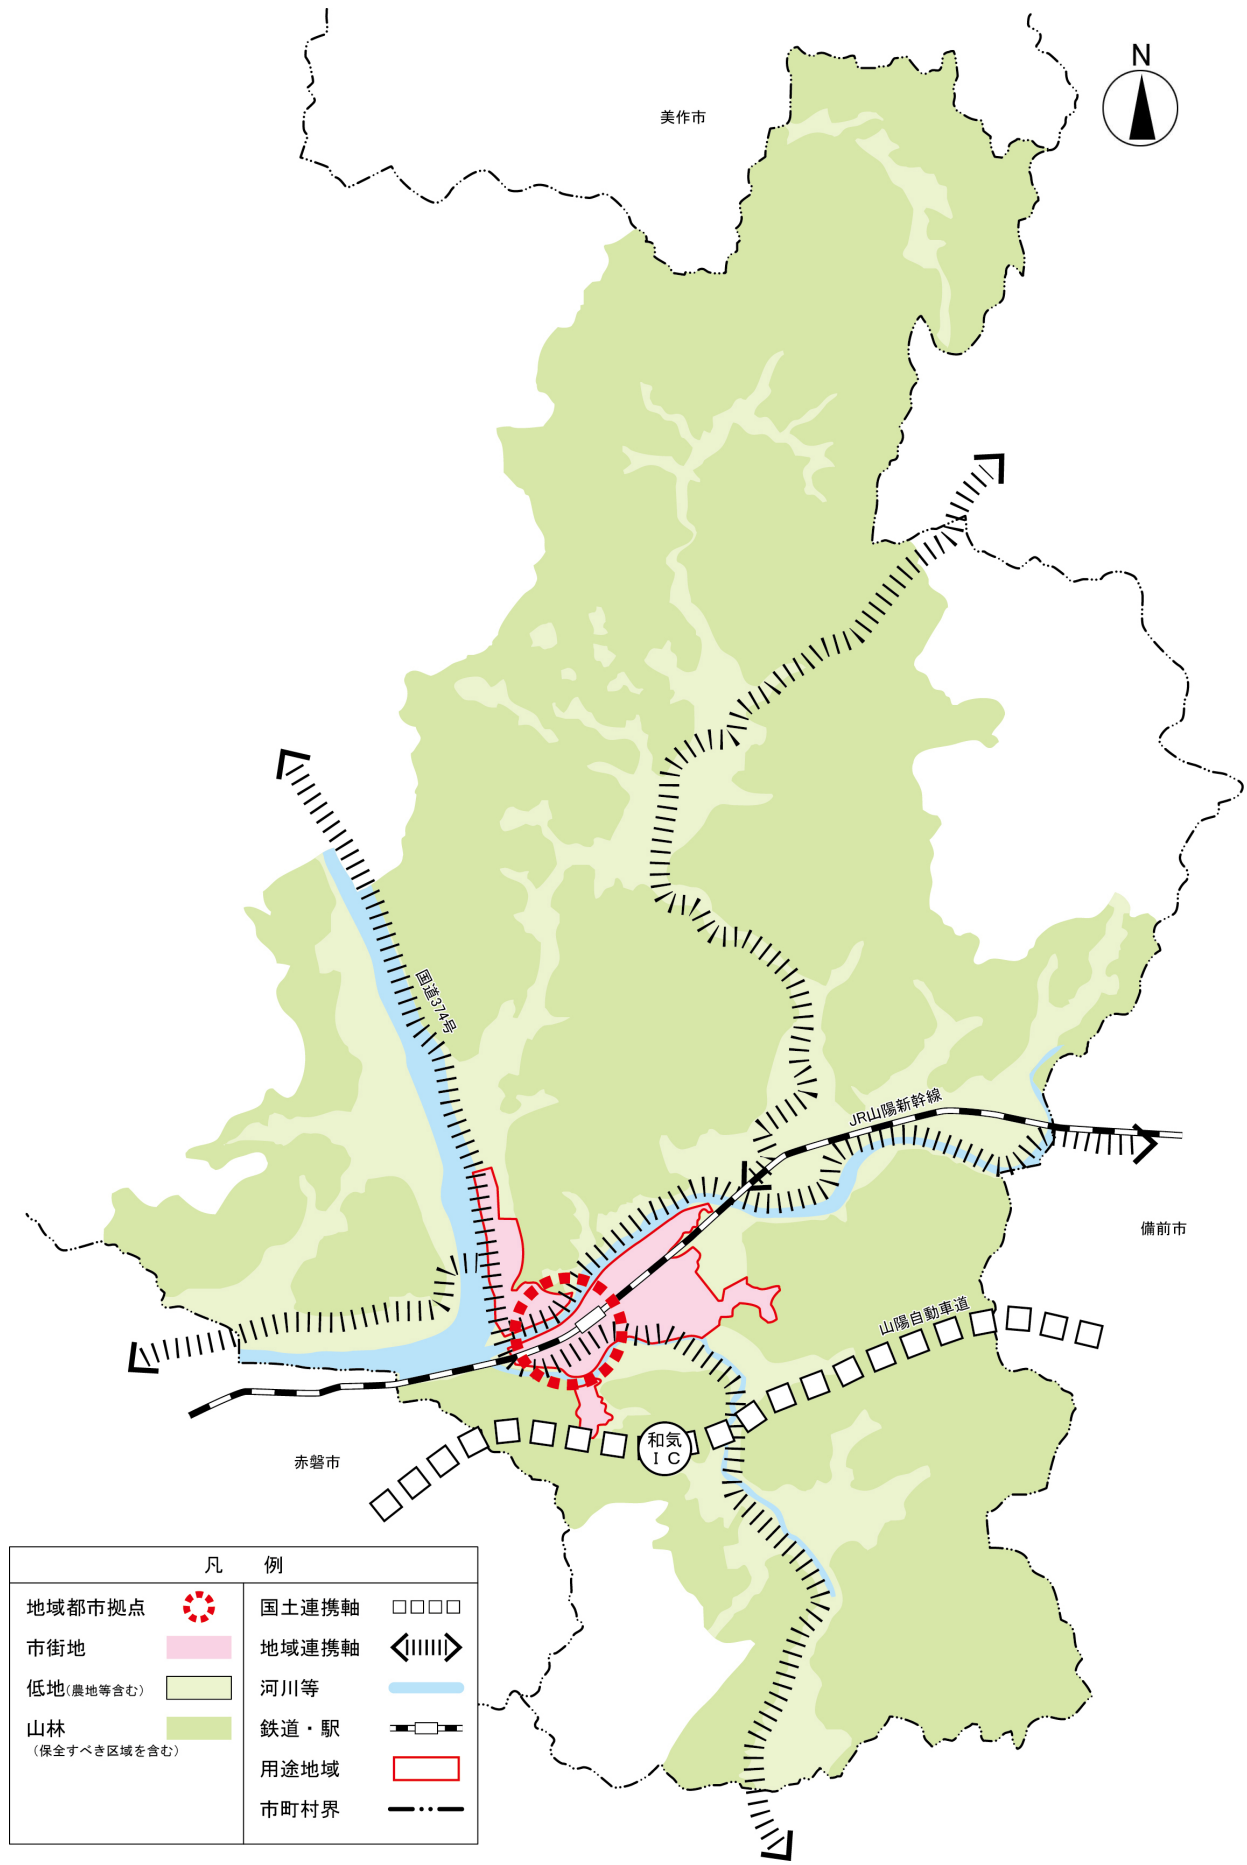 N
美作市
国道374号
JR山陽新幹線
備前市
山陽自動車道
和気
IC
赤磐市
凡 例
地域都市拠点
市街地
低地(農地等含む)
山林
(保全すべき区域を含む)
国土連携軸
地域連携軸
河川等
鉄道・駅
用途地域
市町村界